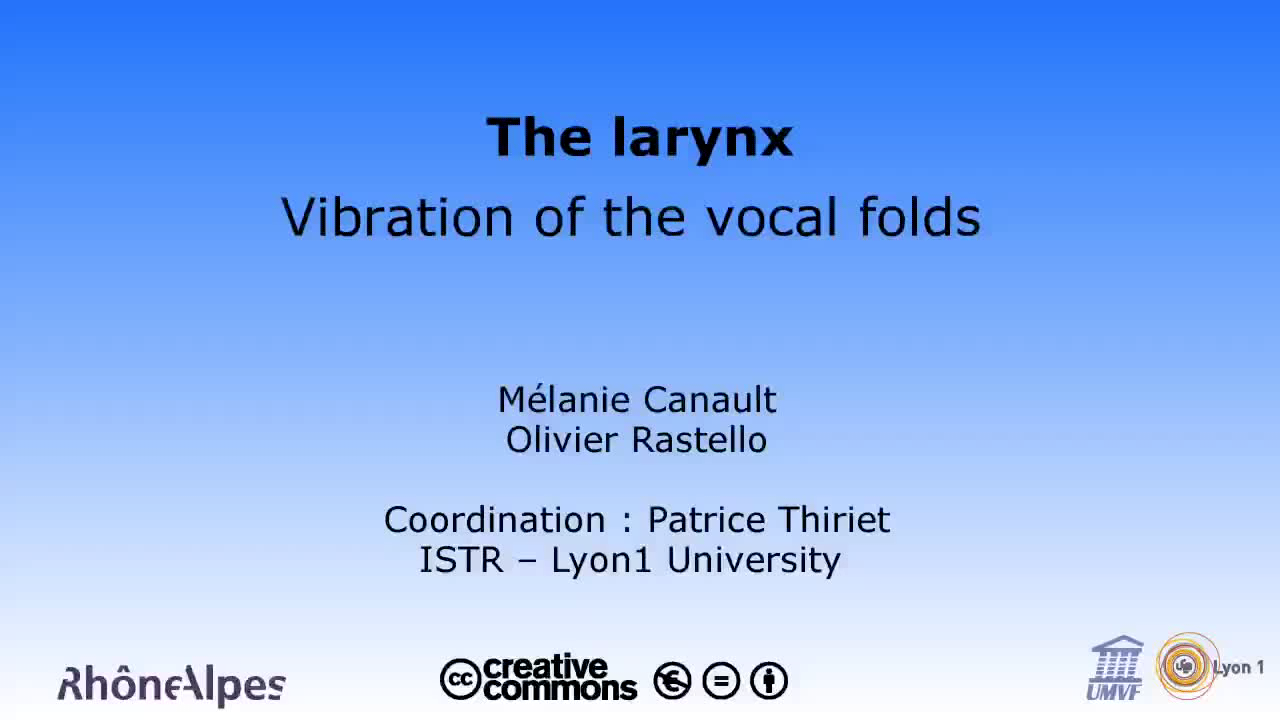 The larynx
Vibration of the vocal folds
Mélanie Canault
Olivier Rastello
Coordination : Patrice Thiriet
ISTR – Lyon1 University
RhôneAlpes
cc creative commons
UMVF
Lyon 1